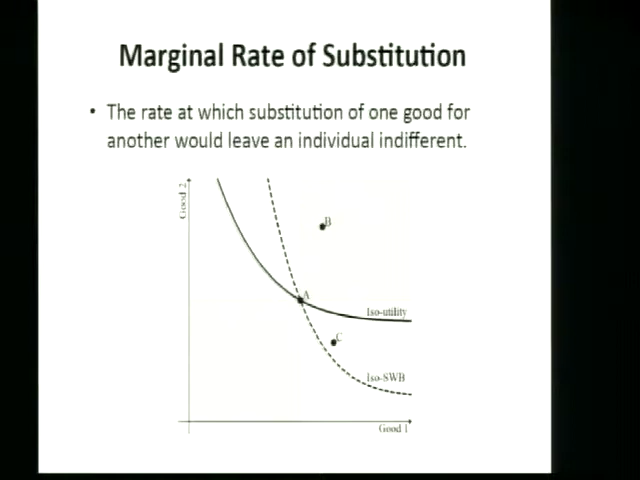 Marginal Rate of Substitution
• The rate at which substitution of one good for
another would leave an individual indifferent.
Good 2
B
A
Iso-utility
C
Iso-SWB
Good 1